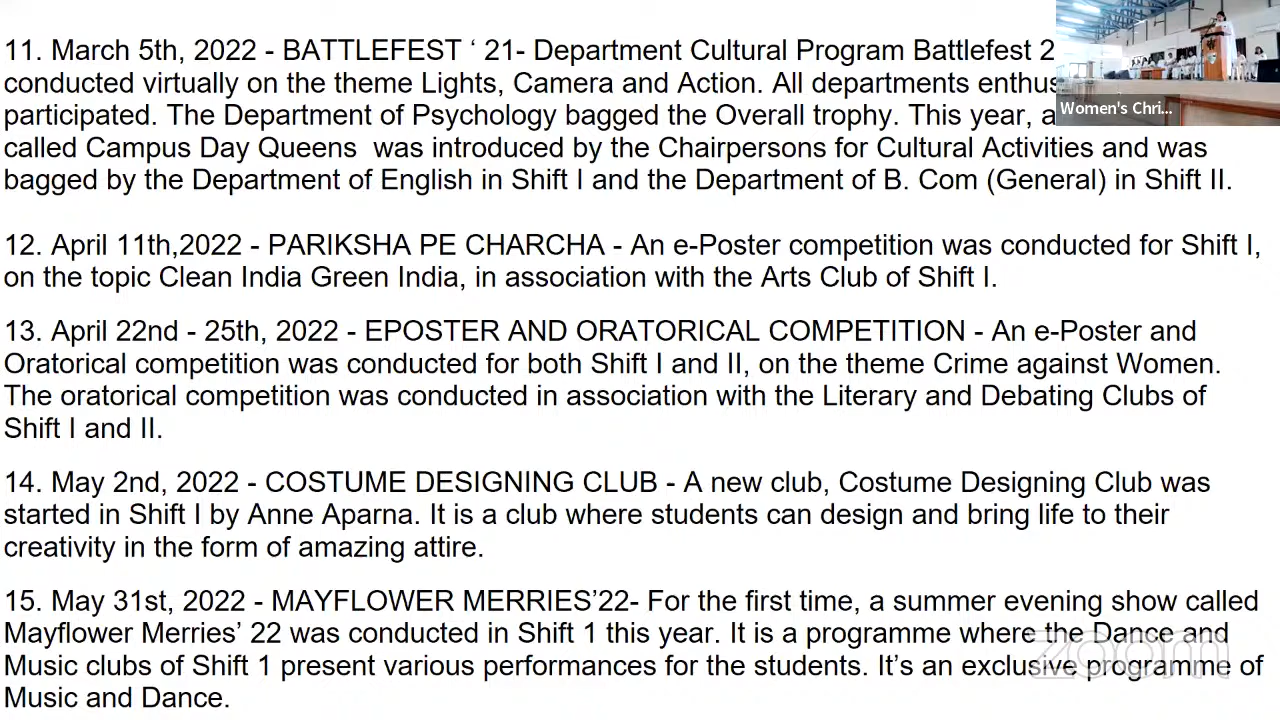 11. March 5th, 2022 - BATTLEFEST ‘ 21- Department Cultural Program Battlefest 2
conducted virtually on the theme Lights, Camera and Action. All departments enthus
participated. The Department of Psychology bagged the Overall trophy. This year, a
Women's Chri...
called Campus Day Queens was introduced by the Chairpersons for Cultural Activities and was
bagged by the Department of English in Shift I and the Department of B. Com (General) in Shift II.
12. April 11th,2022 - PARIKSHA PE CHARCHA - An e-Poster competition was conducted for Shift I,
on the topic Clean India Green India, in association with the Arts Club of Shift I.
13. April 22nd - 25th, 2022 - EPOSTER AND ORATORICAL COMPETITION - An e-Poster and
Oratorical competition was conducted for both Shift I and II, on the theme Crime against Women.
The oratorical competition was conducted in association with the Literary and Debating Clubs of
Shift I and II.
14. May 2nd, 2022 - COSTUME DESIGNING CLUB - A new club, Costume Designing Club was
started in Shift I by Anne Aparna. It is a club where students can design and bring life to their
creativity in the form of amazing attire.
15. May 31st, 2022 - MAYFLOWER MERRIES’22- For the first time, a summer evening show called
Mayflower Merries’ 22 was conducted in Shift 1 this year. It is a programme where the Dance and
Music clubs of Shift 1 present various performances for the students. It’s an exclusive programme of
Music and Dance.
zoom